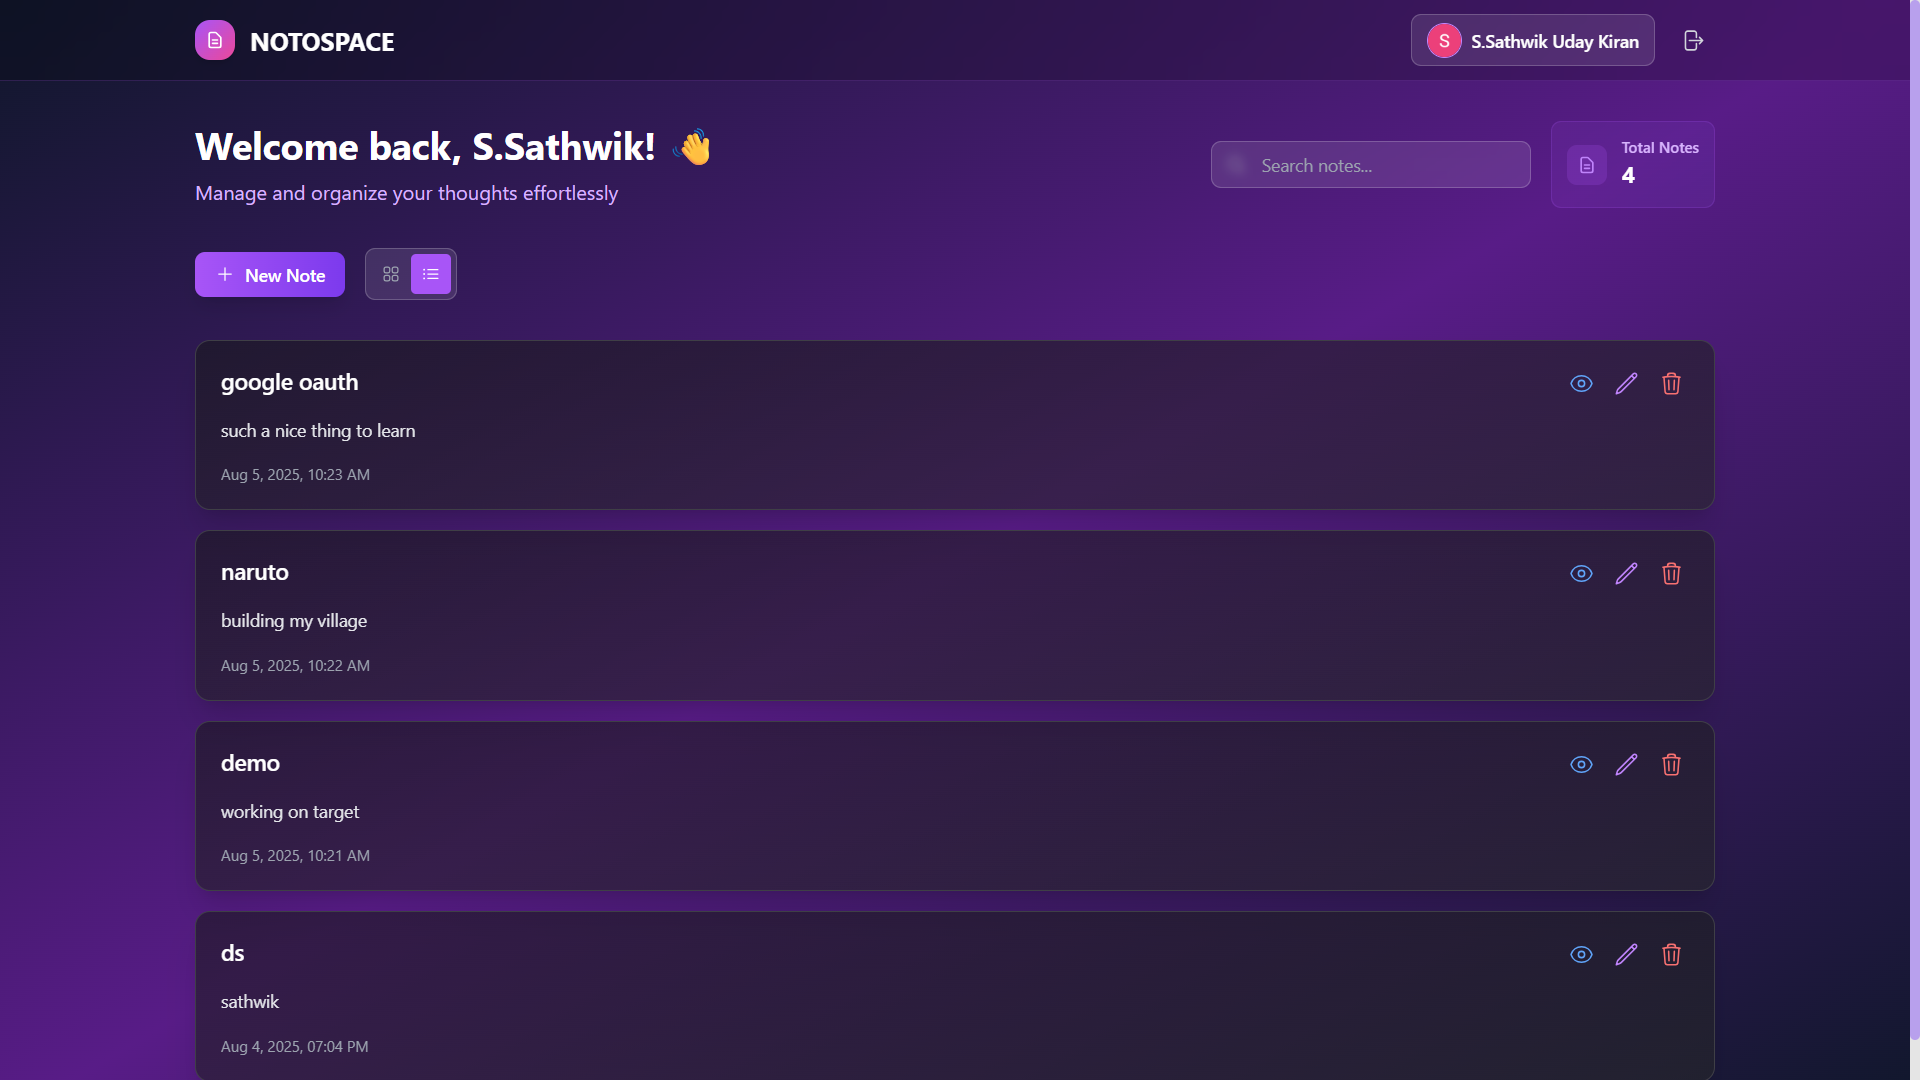 NOTOSPACE
S
S.Sathwik Uday Kiran
Welcome back, S.Sathwik! 👋
Manage and organize your thoughts effortlessly
Search notes...
Total Notes
4
New Note
google oauth
such a nice thing to learn
Aug 5, 2025, 10:23 AM
naruto
building my village
Aug 5, 2025, 10:22 AM
demo
working on target
Aug 5, 2025, 10:21 AM
ds
sathwik
Aug 4, 2025, 07:04 PM